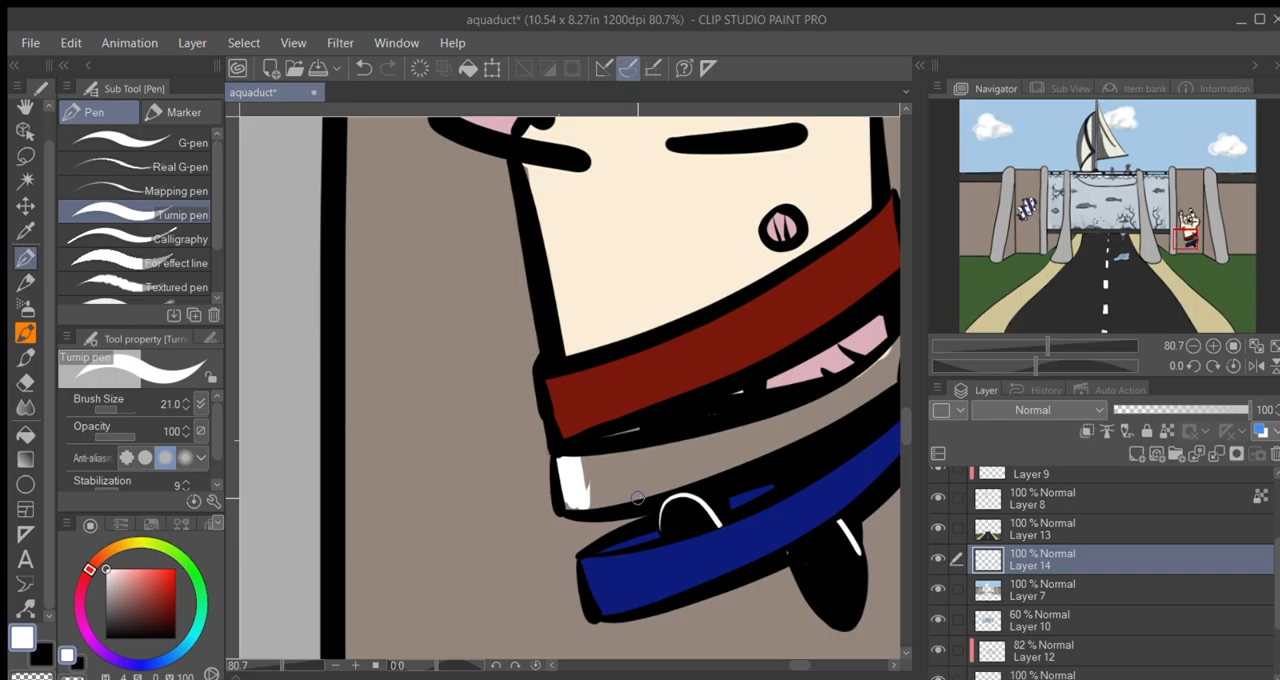 aquaduct* (10.54 x 8.27in 1200dpi 80.7%) - CLIP STUDIO PAINT PRO
File Edit Animation Layer Select View Filter Window Help
Sub Tool [Pen]
aquaduct*
Navigator Sub View Item bank Information
Pen Marker
G-pen
Real G-pen
Mapping pen
Turnip pen
Calligraphy
For effect line
Textured pen
Tool property [Turn
Turnip pen
Brush Size 21.0
Opacity 100
Anti-alias
Stabilization 9
80.7
0.0
Layer History Auto Action
Normal 100
Layer 9
100 % Normal
Layer 8
100 % Normal
Layer 13
100 % Normal
Layer 14
100 % Normal
Layer 7
60 % Normal
Layer 10
82 % Normal
Layer 12
100 % Normal
80.7 0.0